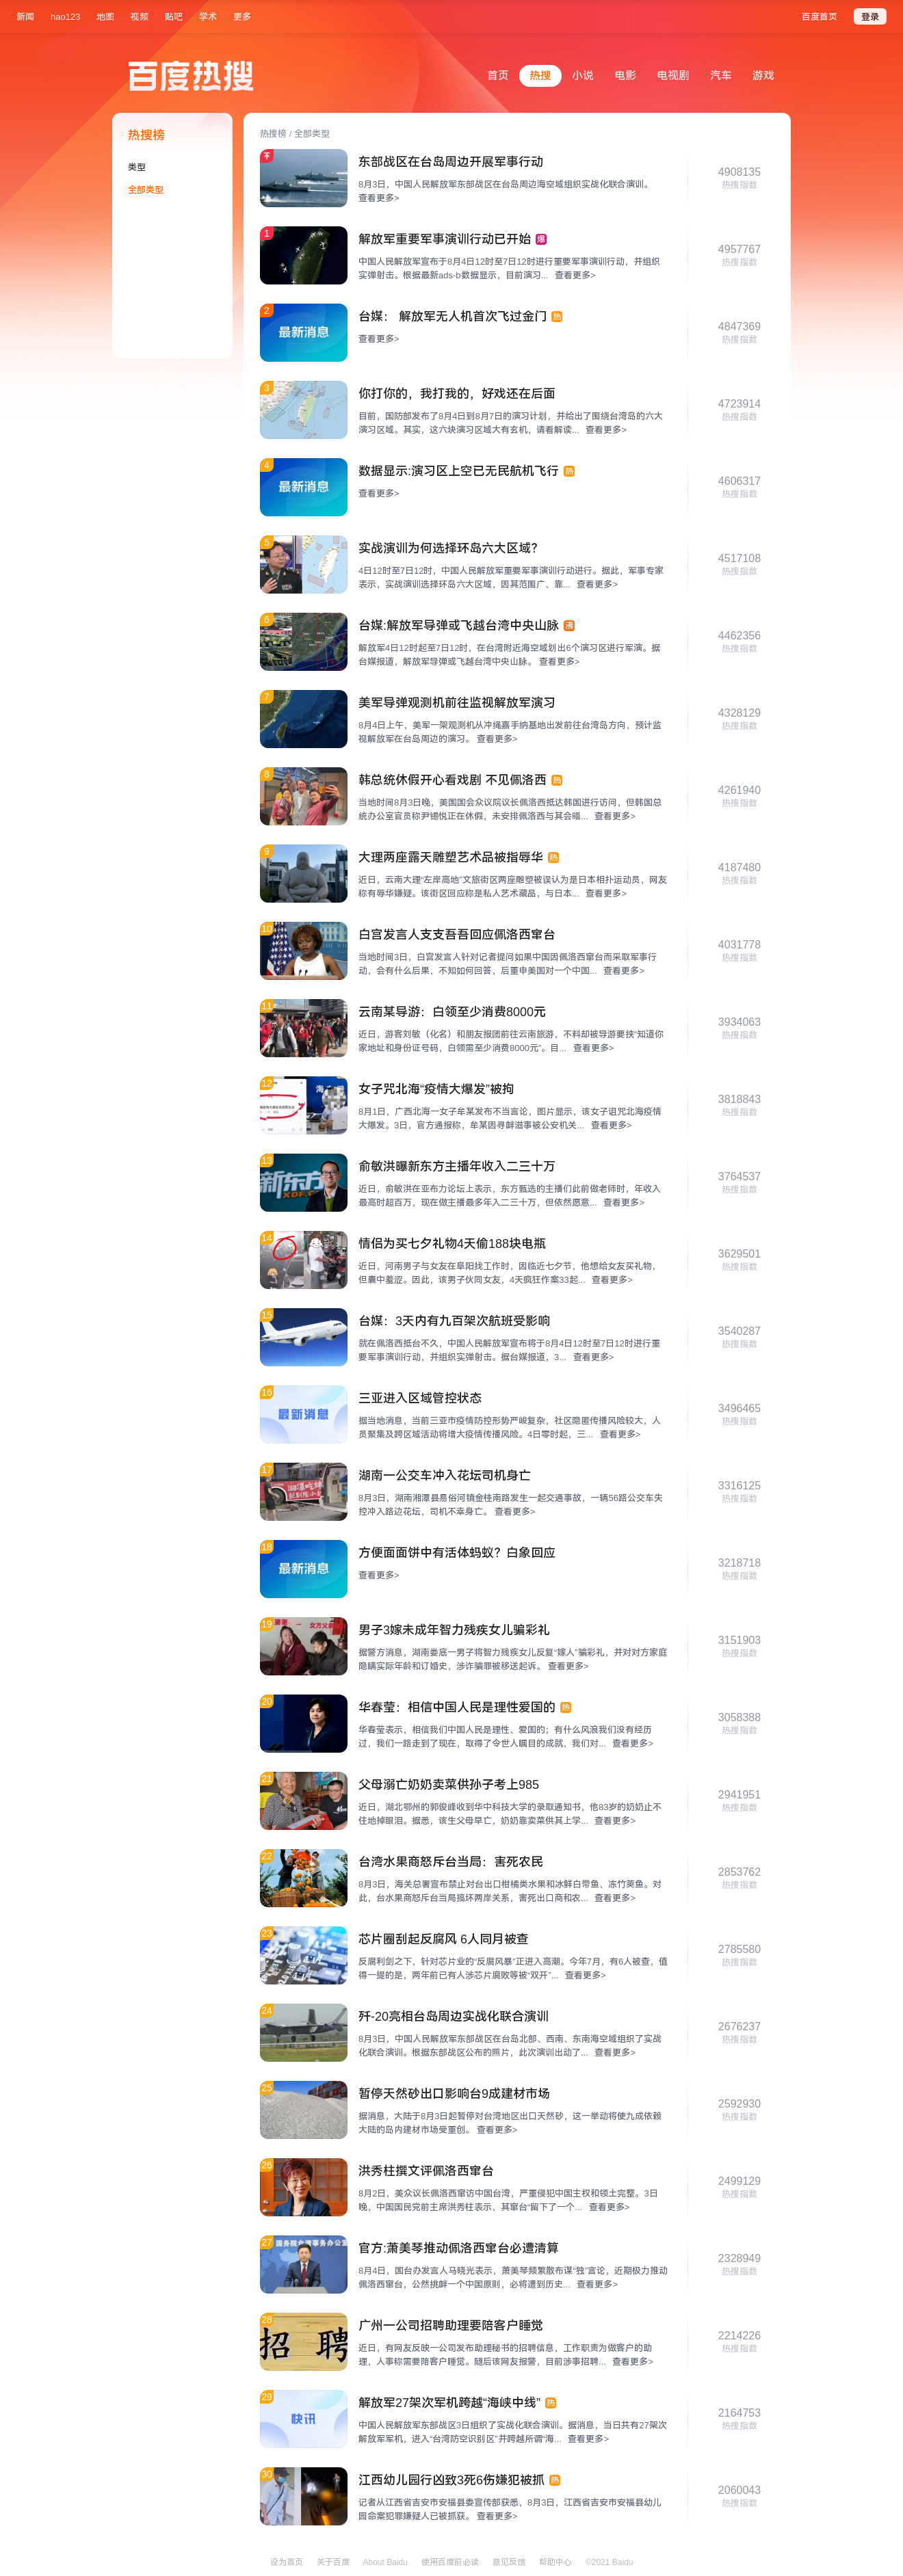 新闻 hao123 地图 视频 贴吧 学术 更多 百度首页 登录
百度热搜
首页 热搜 小说 电影 电视剧 汽车 游戏
热搜榜
类型
全部类型
热搜榜 / 全部类型
东部战区在台岛周边开展军事行动
8月3日，中国人民解放军东部战区在台岛周边海空域组织实战化联合演训。
查看更多>
4908135
热搜指数
1
解放军重要军事演训行动已开始 爆
中国人民解放军宣布于8月4日12时至7日12时进行重要军事演训行动，并组织
实弹射击。根据最新ads-b数据显示，目前演习... 查看更多>
4957767
热搜指数
2
最新消息
台媒： 解放军无人机首次飞过金门 热
查看更多>
4847369
热搜指数
3
你打你的，我打我的，好戏还在后面
目前，国防部发布了8月4日到8月7日的演习计划，并给出了围绕台湾岛的六大
演习区域。其实，这六块演习区域大有玄机，请看解读... 查看更多>
4723914
热搜指数
4
最新消息
数据显示:演习区上空已无民航机飞行 热
查看更多>
4606317
热搜指数
5
实战演训为何选择环岛六大区域?
4日12时至7日12时，中国人民解放军重要军事演训行动进行。据此，军事专家
表示，实战演训选择环岛六大区域，因其范围广、靠... 查看更多>
4517108
热搜指数
6
台媒:解放军导弹或飞越台湾中央山脉 沸
解放军4日12时起至7日12时，在台湾附近海空域划出6个演习区进行军演。据
台媒报道，解放军导弹或飞越台湾中央山脉。 查看更多>
4462356
热搜指数
7
美军导弹观测机前往监视解放军演习
8月4日上午，美军一架观测机从冲绳嘉手纳基地出发前往台湾岛方向，预计监
视解放军在台岛周边的演习。 查看更多>
4328129
热搜指数
8
韩总统休假开心看戏剧 不见佩洛西 热
当地时间8月3日晚，美国国会众议院议长佩洛西抵达韩国进行访问，但韩国总
统办公室官员称尹锡悦正在休假，未安排佩洛西与其会晤... 查看更多>
4261940
热搜指数
9
大理两座露天雕塑艺术品被指辱华 热
近日，云南大理“左岸高地”文旅街区两座雕塑被误认为是日本相扑运动员，网友
称有辱华嫌疑。该街区回应称是私人艺术藏品，与日本... 查看更多>
4187480
热搜指数
10
白宫发言人支支吾吾回应佩洛西窜台
当地时间3日，白宫发言人针对记者提问如果中国因佩洛西窜台而采取军事行
动，会有什么后果，不知如何回答，后重申美国对一个中国... 查看更多>
4031778
热搜指数
11
云南某导游：白领至少消费8000元
近日，游客刘敏（化名）和朋友报团前往云南旅游，不料却被导游要挟“知道你
家地址和身份证号码，白领需至少消费8000元”。目... 查看更多>
3934063
热搜指数
12
女子咒北海“疫情大爆发”被拘
8月1日，广西北海一女子牟某发布不当言论，图片显示，该女子诅咒北海疫情
大爆发。3日，官方通报称，牟某因寻衅滋事被公安机关... 查看更多>
3818843
热搜指数
13
新东方
俞敏洪曝新东方主播年收入二三十万
近日，俞敏洪在亚布力论坛上表示，东方甄选的主播们此前做老师时，年收入
最高时超百万，现在做主播最多年入二三十万，但依然愿意... 查看更多>
3764537
热搜指数
14
情侣为买七夕礼物4天偷188块电瓶
近日，河南男子与女友在阜阳找工作时，因临近七夕节，他想给女友买礼物，
但囊中羞涩。因此，该男子伙同女友，4天疯狂作案33起... 查看更多>
3629501
热搜指数
15
台媒：3天内有九百架次航班受影响
就在佩洛西抵台不久，中国人民解放军宣布将于8月4日12时至7日12时进行重
要军事演训行动，并组织实弹射击。据台媒报道，3... 查看更多>
3540287
热搜指数
16
最新消息
三亚进入区域管控状态
据当地消息，当前三亚市疫情防控形势严峻复杂，社区隐匿传播风险较大，人
员聚集及跨区域活动将增大疫情传播风险。4日零时起，三... 查看更多>
3496465
热搜指数
17
湖南一公交车冲入花坛司机身亡
8月3日，湖南湘潭县易俗河镇金桂南路发生一起交通事故，一辆56路公交车失
控冲入路边花坛，司机不幸身亡。 查看更多>
3316125
热搜指数
18
最新消息
方便面面饼中有活体蚂蚁？白象回应
查看更多>
3218718
热搜指数
19
男子3嫁未成年智力残疾女儿骗彩礼
据警方消息，湖南娄底一男子将智力残疾女儿反复“嫁人”骗彩礼，并对对方家庭
隐瞒实际年龄和订婚史，涉诈骗罪被移送起诉。 查看更多>
3151903
热搜指数
20
华春莹：相信中国人民是理性爱国的 热
华春莹表示，相信我们中国人民是理性、爱国的；有什么风浪我们没有经历
过，我们一路走到了现在，取得了令世人瞩目的成就，我们对... 查看更多>
3058388
热搜指数
21
父母溺亡奶奶卖菜供孙子考上985
近日，湖北鄂州的郭俊峰收到华中科技大学的录取通知书，他83岁的奶奶止不
住地掉眼泪。据悉，该生父母早亡，奶奶靠卖菜供其上学... 查看更多>
2941951
热搜指数
22
台湾水果商怒斥台当局：害死农民
8月3日，海关总署宣布禁止对台出口柑橘类水果和冰鲜白带鱼、冻竹荚鱼。对
此，台水果商怒斥台当局搞坏两岸关系，害死出口商和农... 查看更多>
2853762
热搜指数
23
芯片圈刮起反腐风 6人同月被查
反腐利剑之下，针对芯片业的“反腐风暴”正进入高潮。今年7月，有6人被查，值
得一提的是，两年前已有人涉芯片腐败等被“双开”... 查看更多>
2785580
热搜指数
24
歼-20亮相台岛周边实战化联合演训
8月3日，中国人民解放军东部战区在台岛北部、西南、东南海空域组织了实战
化联合演训。根据东部战区公布的照片，此次演训出动了... 查看更多>
2676237
热搜指数
25
暂停天然砂出口影响台9成建材市场
据消息，大陆于8月3日起暂停对台湾地区出口天然砂，这一举动将使九成依赖
大陆的岛内建材市场受重创。 查看更多>
2592930
热搜指数
26
洪秀柱撰文评佩洛西窜台
8月2日，美众议长佩洛西窜访中国台湾，严重侵犯中国主权和领土完整。3日
晚，中国国民党前主席洪秀柱表示，其窜台“留下了一个... 查看更多>
2499129
热搜指数
27
官方:萧美琴推动佩洛西窜台必遭清算
8月4日，国台办发言人马晓光表示，萧美琴频繁散布谋“独”言论，近期极力推动
佩洛西窜台，公然挑衅一个中国原则，必将遭到历史... 查看更多>
2328949
热搜指数
28
招聘
广州一公司招聘助理要陪客户睡觉
近日，有网友反映一公司发布助理秘书的招聘信息，工作职责为做客户的助
理，人事称需要陪客户睡觉。随后该网友报警，目前涉事招聘... 查看更多>
2214226
热搜指数
29
快讯
解放军27架次军机跨越“海峡中线” 热
中国人民解放军东部战区3日组织了实战化联合演训。据消息，当日共有27架次
解放军军机，进入“台湾防空识别区”并跨越所谓“海... 查看更多>
2164753
热搜指数
30
江西幼儿园行凶致3死6伤嫌犯被抓 热
记者从江西省吉安市安福县委宣传部获悉，8月3日，江西省吉安市安福县幼儿
园命案犯罪嫌疑人已被抓获。 查看更多>
2060043
热搜指数
设为首页 关于百度 About Baidu 使用百度前必读 意见反馈 帮助中心 ©2021 Baidu